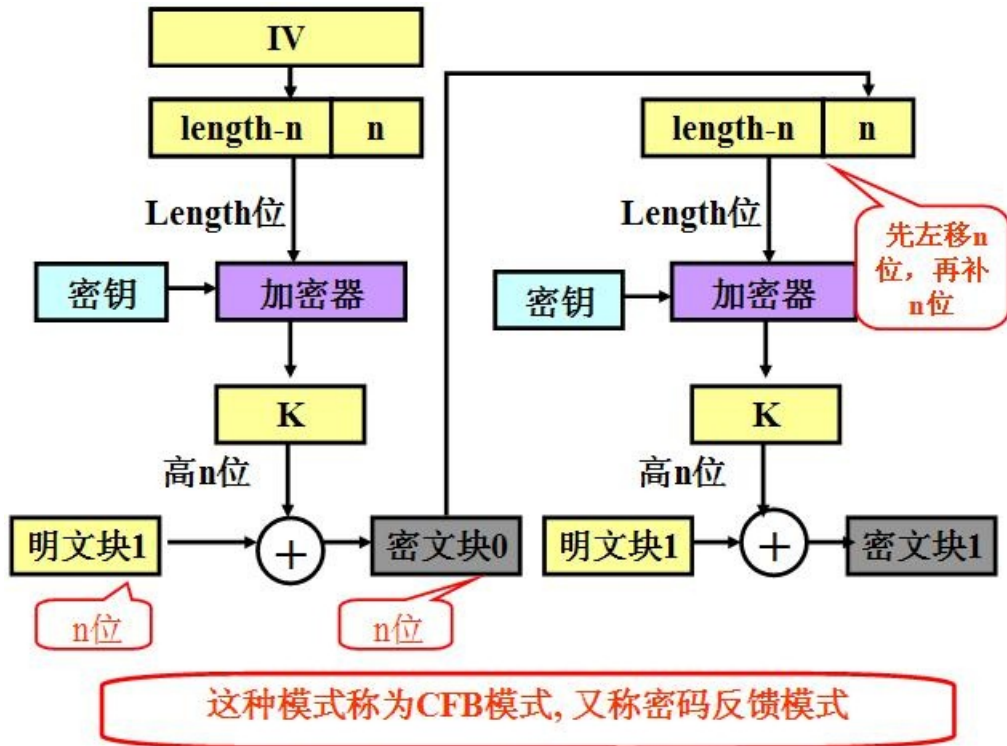 IV
length-n
n
Length位
密钥
加密器
K
高n位
明文块1
+
密文块0
n位
n位
length-n
n
Length位
先左移n
位，再补
n位
密钥
加密器
K
高n位
明文块1
+
密文块1
这种模式称为CFB模式, 又称密码反馈模式